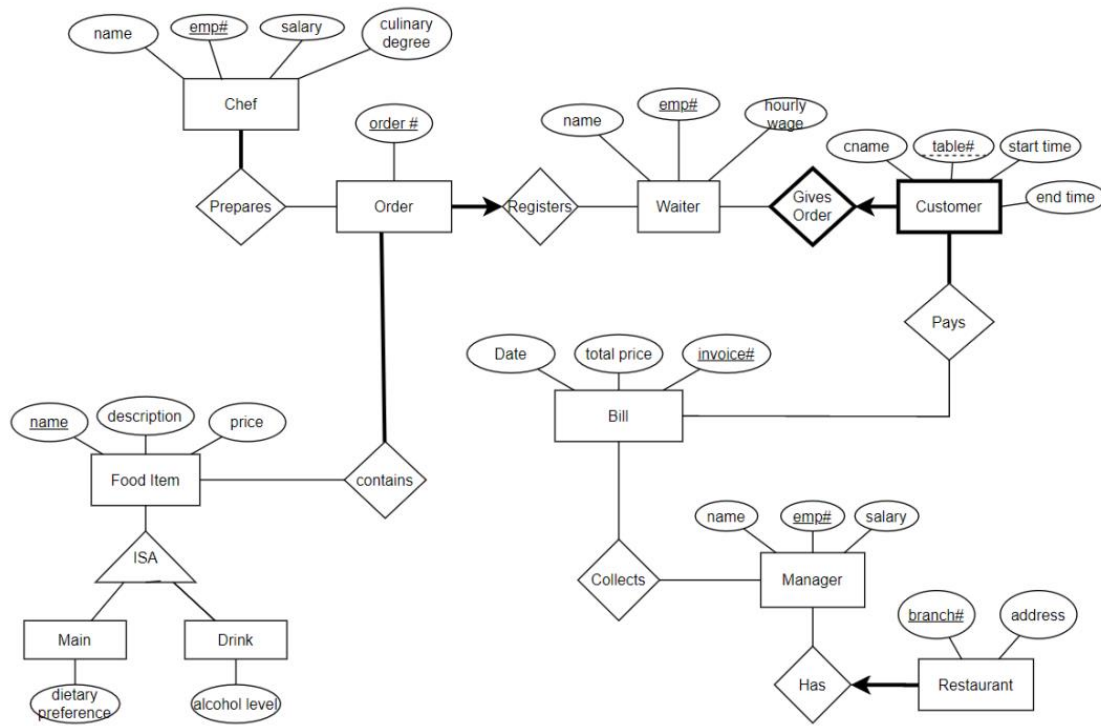 name
emp#
salary
culinary
degree
Chef
order #
Prepares
Order
Registers
name
emp#
hourly
wage
Waiter
Gives
Order
cname
table#
start time
end time
Customer
Pays
Date
total price
invoice#
Bill
name
description
price
Food Item
contains
ISA
Main
Drink
dietary
preference
alcohol level
Collects
name
emp#
salary
Manager
Has
branch#
address
Restaurant